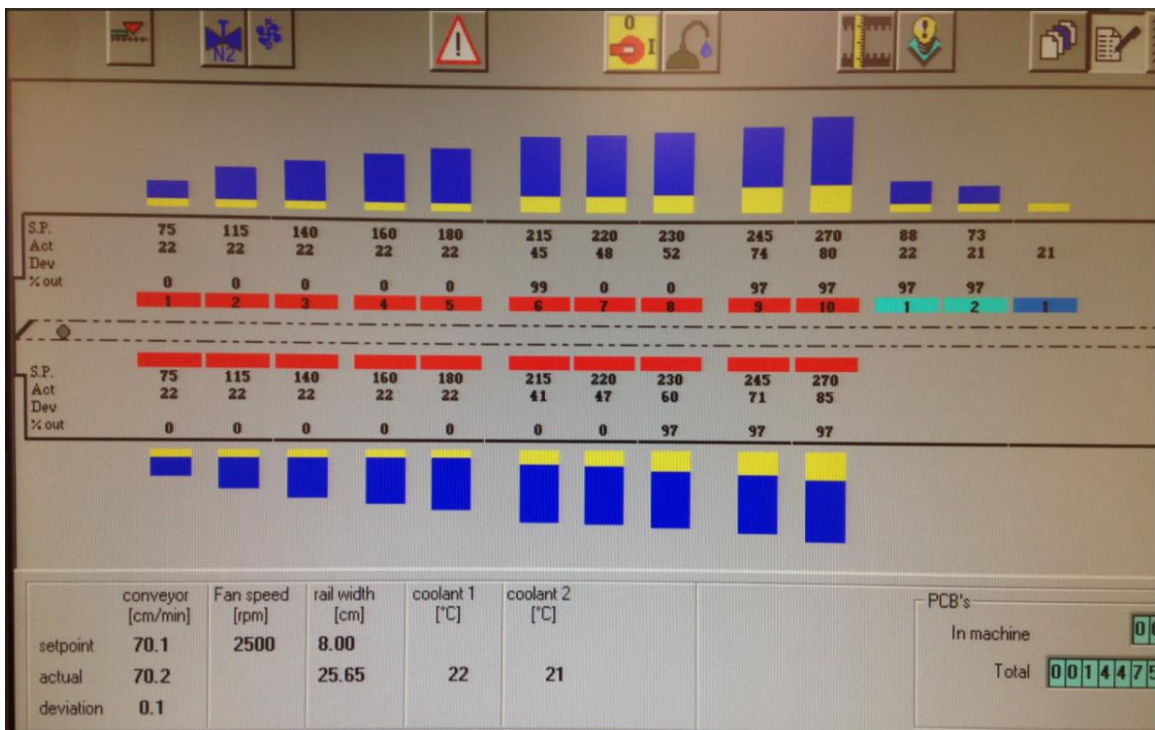 N2
0
I
S.P. 75 115 140 160 180 215 220 230 245 270 88 73
Act 22 22 22 22 22 45 48 52 74 80 22 21 21
Dev
% out 0 0 0 0 0 99 0 0 97 97 97 97
1 2 3 4 5 6 7 8 9 10 1 2 1
S.P. 75 115 140 160 180 215 220 230 245 270
Act 22 22 22 22 22 41 47 60 71 85
Dev
% out 0 0 0 0 0 0 0 97 97 97
conveyor Fan speed rail width coolant 1 coolant 2
[cm/min] [rpm] [cm] [°C] [°C]
setpoint 70.1 2500 8.00
actual 70.2 25.65 22 21
deviation 0.1
PCB's
In machine 0
Total 0014475